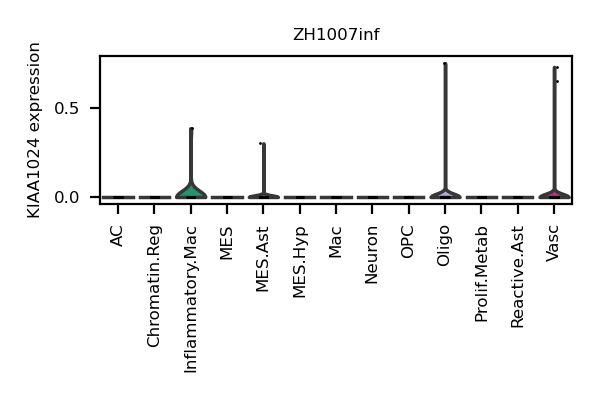 ZH1007inf
KIAA1024 expression
0.5
0.0
AC
Chromatin.Reg
Inflammatory.Mac
MES
MES.Ast
MES.Hyp
Mac
Neuron
OPC
Oligo
Prolif.Metab
Reactive.Ast
Vasc